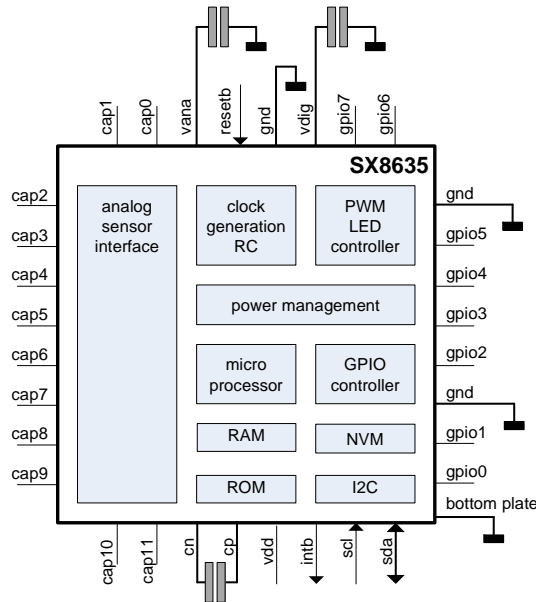 cap1
cap0
vana
resetb
gnd
vdig
gpio7
gpio6
SX8635
cap2
cap3
cap4
cap5
cap6
cap7
cap8
cap9
analog
sensor
interface
clock
generation
RC
PWM
LED
controller
power management
micro
processor
GPIO
controller
RAM
NVM
ROM
I2C
gnd
gpio5
gpio4
gpio3
gpio2
gnd
gpio1
gpio0
bottom plate
cap10
cap11
cn
cp
vdd
intb
scl
sda